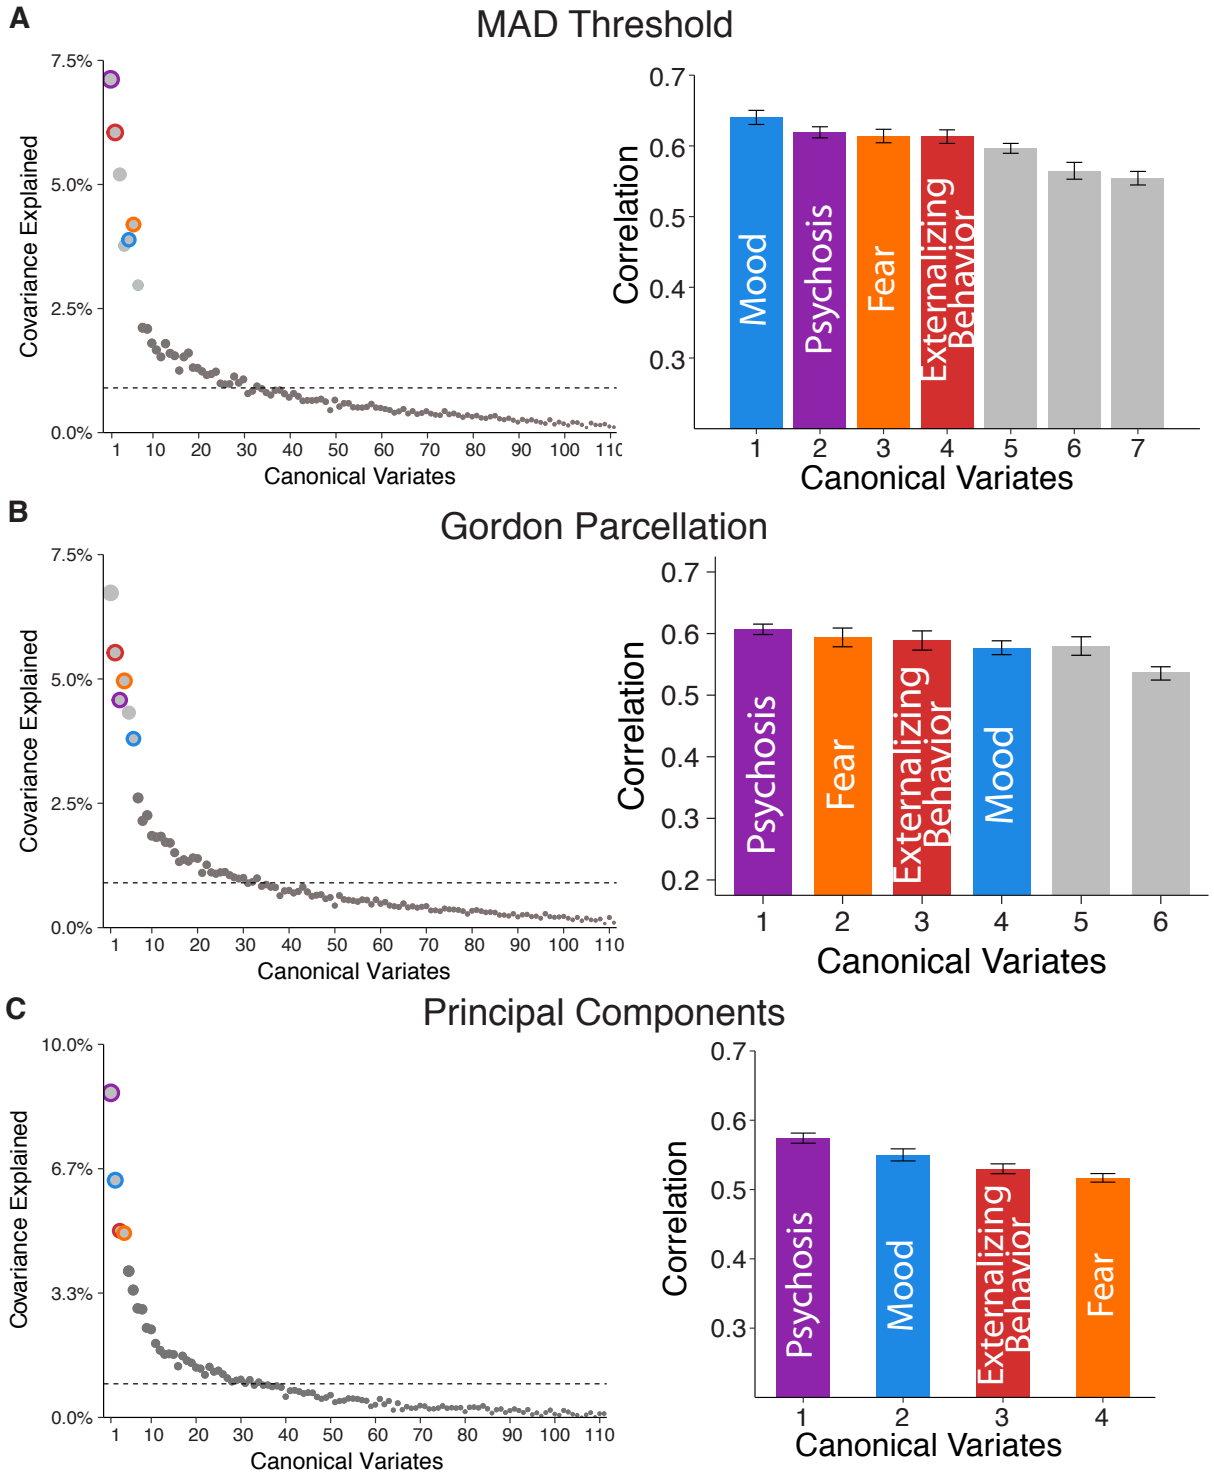 A
MAD Threshold
7.5%
5.0%
2.5%
0.0%
Covariance Explained
1 10 20 30 40 50 60 70 80 90 100 110
Canonical Variates
0.7
0.6
0.5
0.4
0.3
Correlation
Mood
Psychosis
Fear
Externalizing
Behavior
1 2 3 4 5 6 7
Canonical Variates
B
Gordon Parcellation
7.5%
5.0%
2.5%
0.0%
Covariance Explained
1 10 20 30 40 50 60 70 80 90 100 110
Canonical Variates
0.7
0.6
0.5
0.4
0.3
0.2
Correlation
Psychosis
Fear
Externalizing
Behavior
Mood
1 2 3 4 5 6
Canonical Variates
C
Principal Components
10.0%
6.7%
3.3%
0.0%
Covariance Explained
1 10 20 30 40 50 60 70 80 90 100 110
Canonical Variates
0.7
0.6
0.5
0.4
0.3
Correlation
Psychosis
Mood
Externalizing
Behavior
Fear
1 2 3 4
Canonical Variates